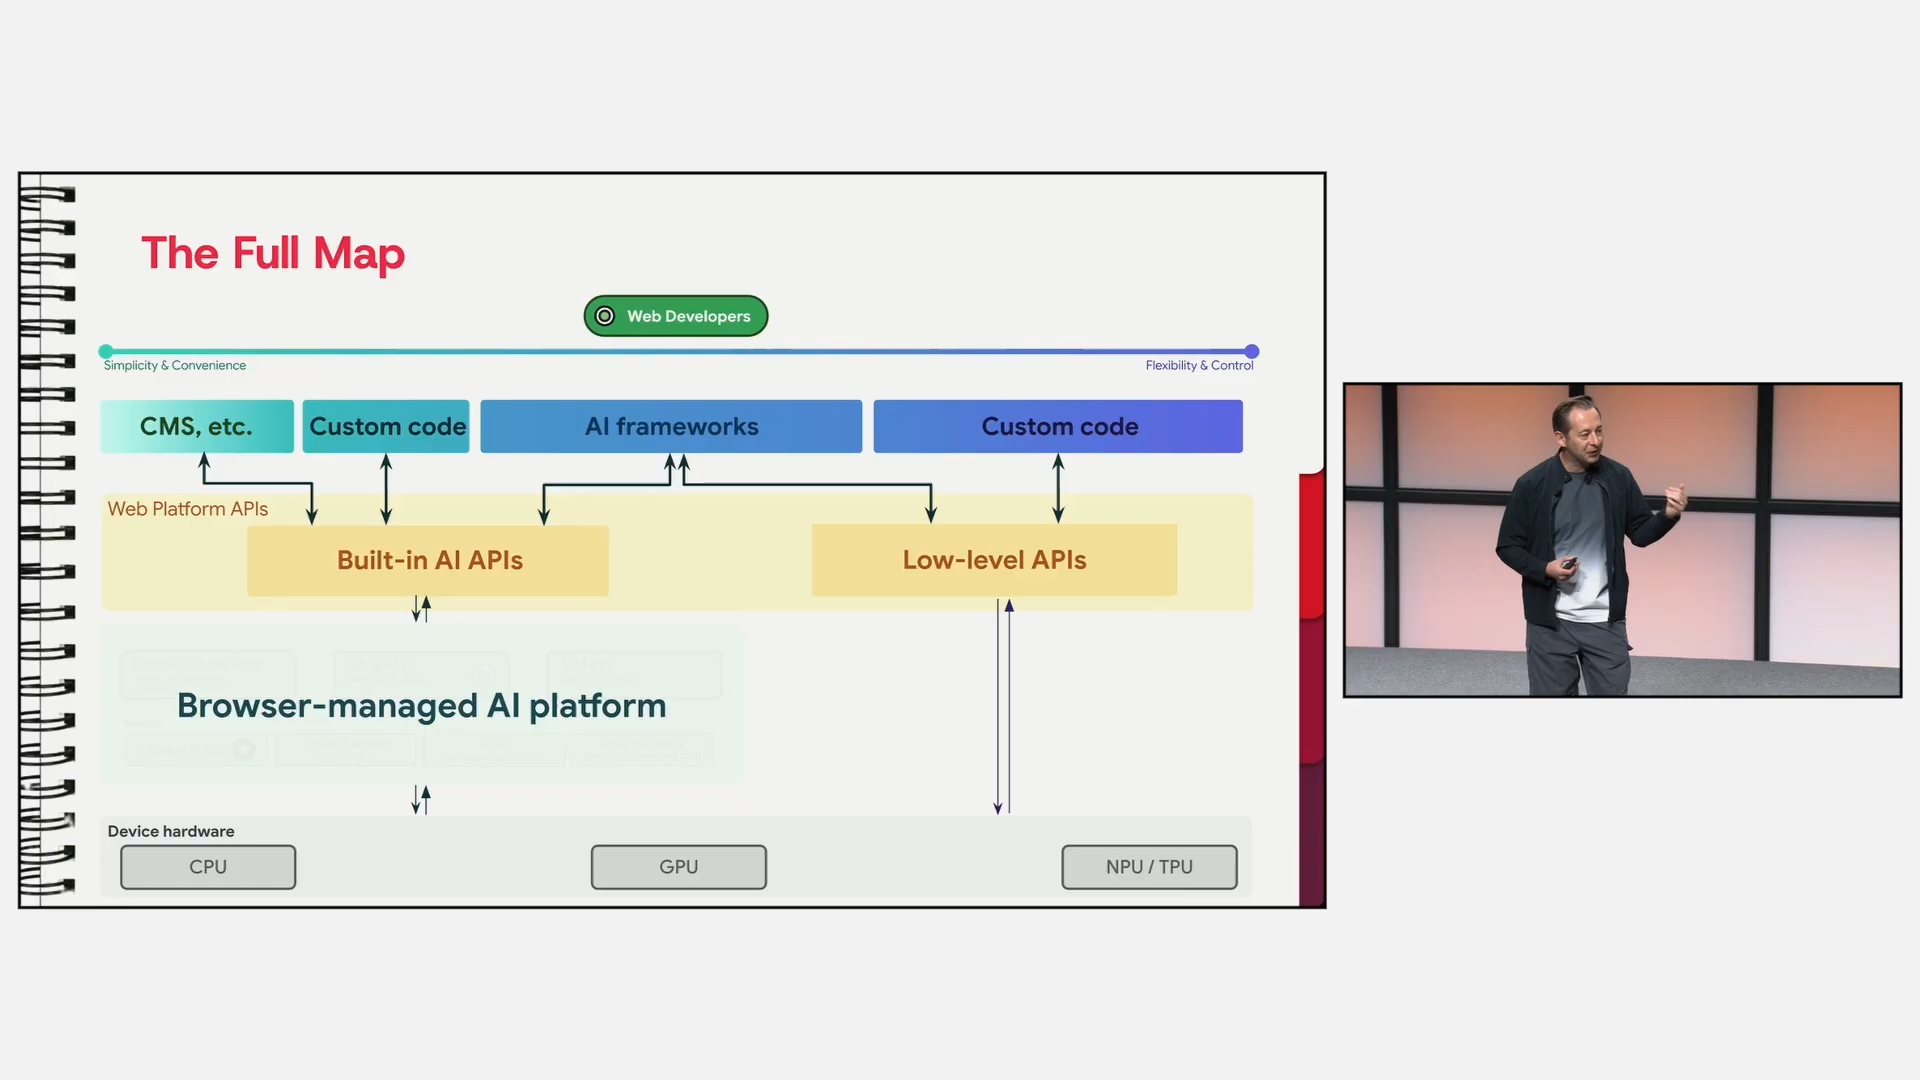 The Full Map
Web Developers
Simplicity & Convenience
Flexibility & Control
CMS, etc.
Custom code
AI frameworks
Custom code
Web Platform APIs
Built-in AI APIs
Low-level APIs
Safety
Browser-managed AI platform
Device hardware
CPU
GPU
NPU / TPU